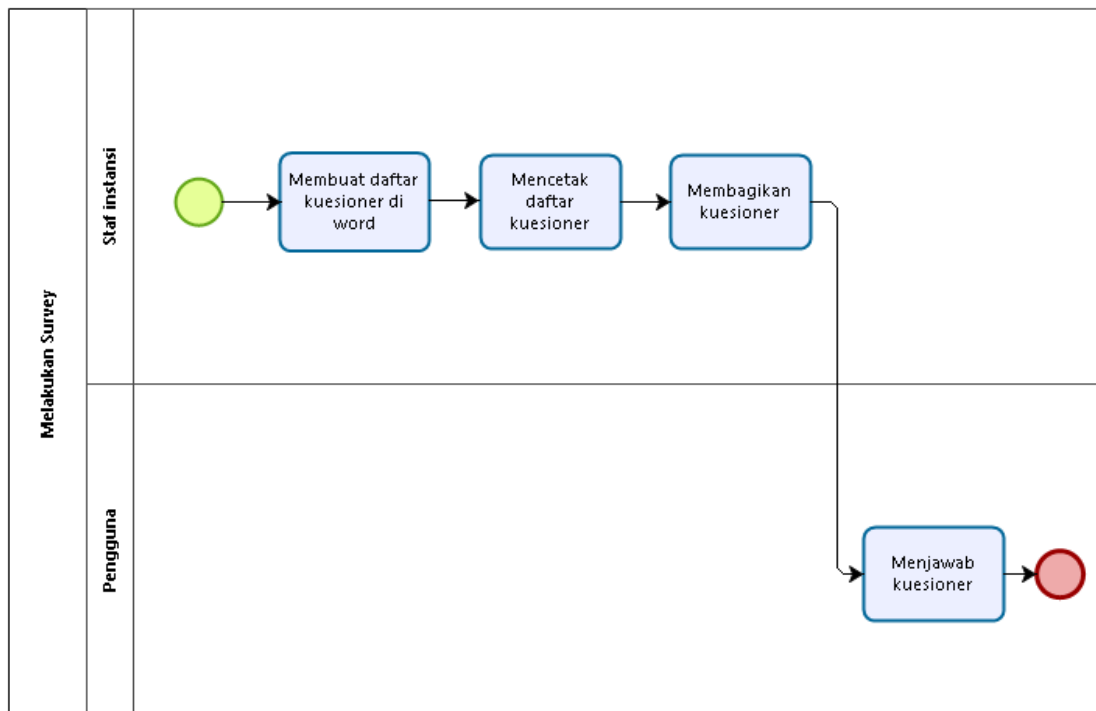 Melakukan Survey
Staf instansi
Membuat daftar
kuesioner di
word
Mencetak
daftar
kuesioner
Membagikan
kuesioner
Pengguna
Menjawab
kuesioner